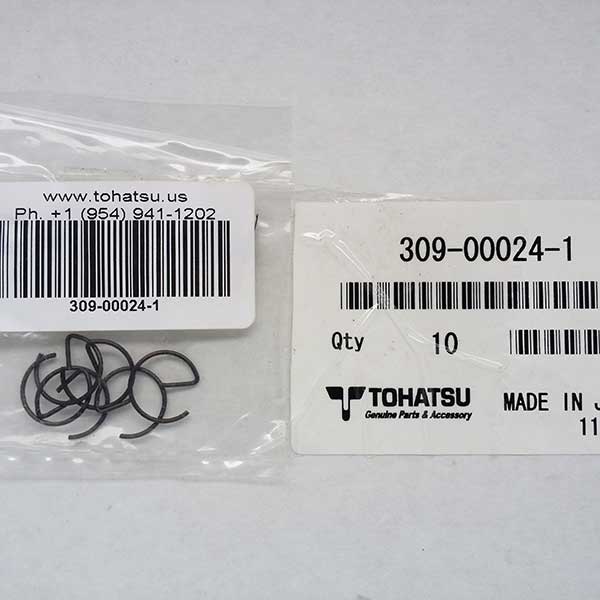 www.tohatsu.us
Ph. +1 (954) 941-1202
309-00024-1
309-00024-1
Qty 10
TOHATSU
Genuine Parts & Accessory
MADE IN J
11